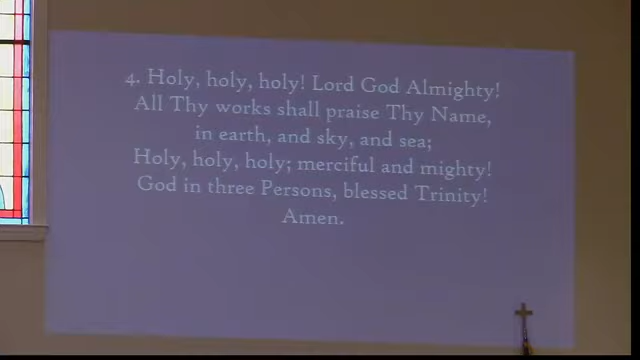 4. Holy, holy, holy! Lord God Almighty!
All Thy works shall praise Thy Name,
in earth, and sky, and sea;
Holy, holy, holy; merciful and mighty!
God in three Persons, blessed Trinity!
Amen.